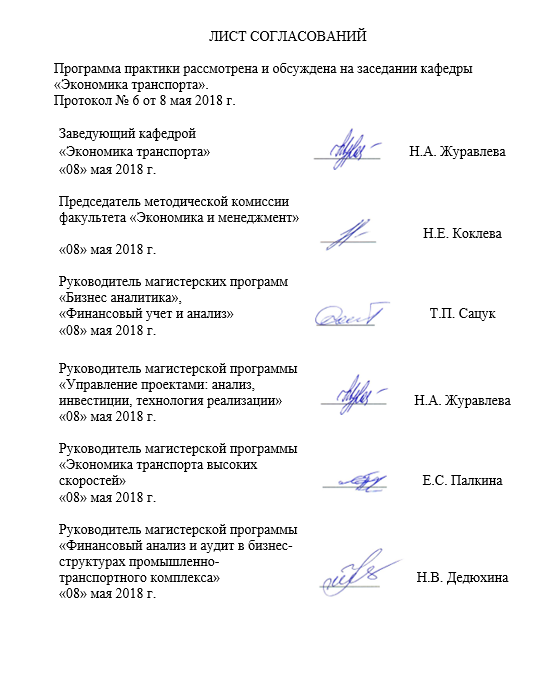 ЛИСТ СОГЛАСОВАНИЙ
Программа практики рассмотрена и обсуждена на заседании кафедры
«Экономика транспорта».
Протокол № 6 от 8 мая 2018 г.
Заведующий кафедрой
«Экономика транспорта» Н.А. Журавлева
«08» мая 2018 г.
Председатель методической комиссии
факультета «Экономика и менеджмент»
Н.Е. Коклева
«08» мая 2018 г.
Руководитель магистерских программ
«Бизнес аналитика»,
«Финансовый учет и анализ» Т.П. Сацук
«08» мая 2018 г.
Руководитель магистерской программы
«Управление проектами: анализ,
инвестиции, технология реализации» Н.А. Журавлева
«08» мая 2018 г.
Руководитель магистерской программы
«Экономика транспорта высоких
скоростей» Е.С. Палкина
«08» мая 2018 г.
Руководитель магистерской программы
«Финансовый анализ и аудит в бизнес-
структурах промышленно-
транспортного комплекса» Н.В. Дедюхина
«08» мая 2018 г.